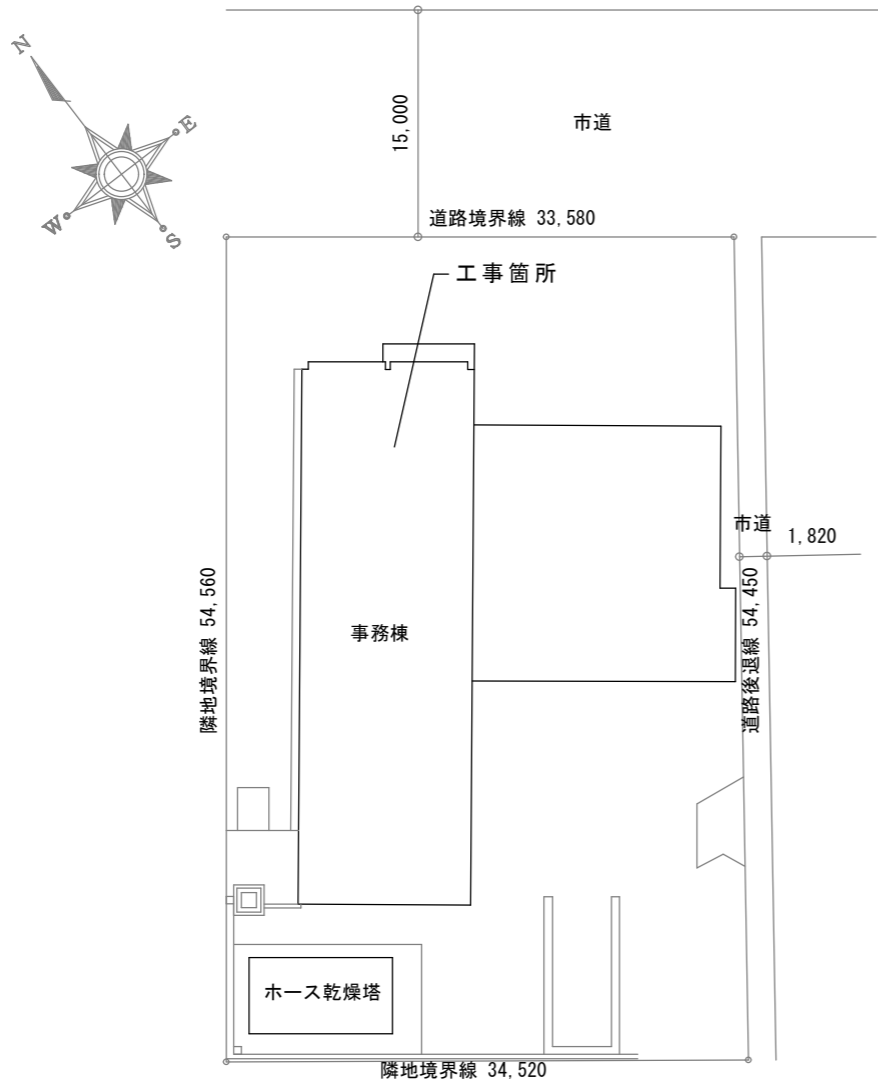 N
E
W
S
15,000
市道
道路境界線 33,580
工事箇所
市道
1,820
隣地境界線 54,560
事務棟
道路後退線 54,450
ホース乾燥塔
隣地境界線 34,520